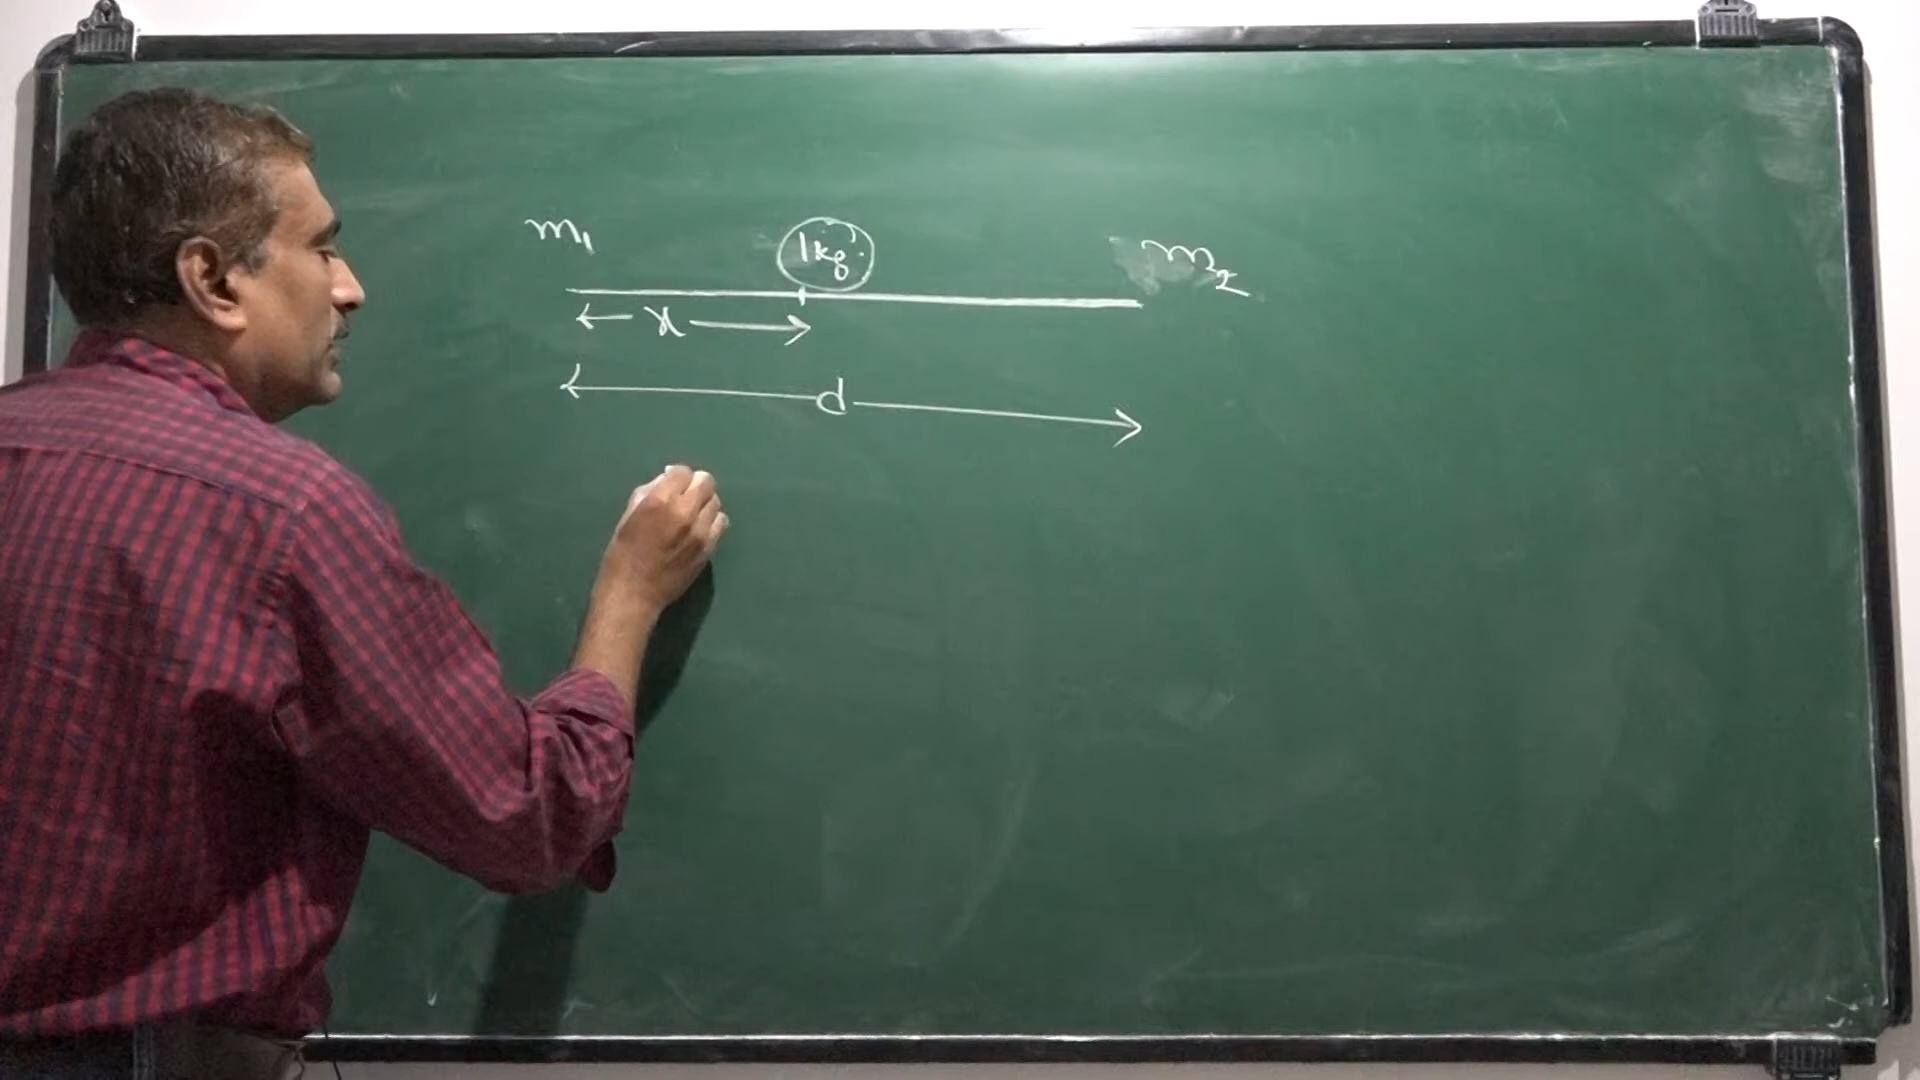 m₁ 1kg. m₂
x
d